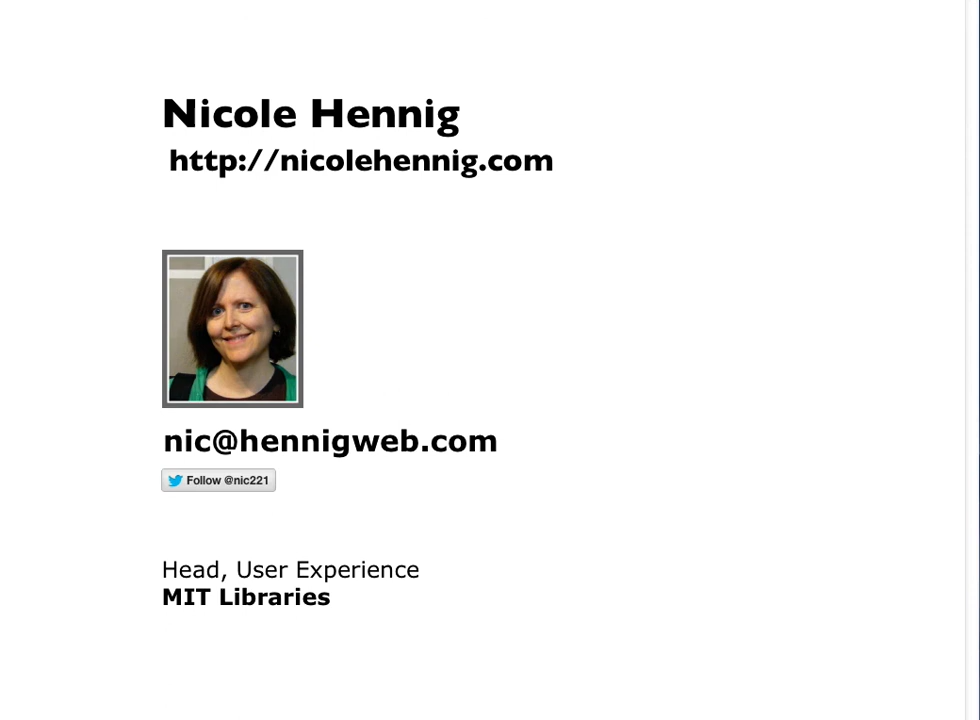 Nicole Hennig
http://nicolehennig.com
nic@hennigweb.com
Follow @nic221
Head, User Experience
MIT Libraries